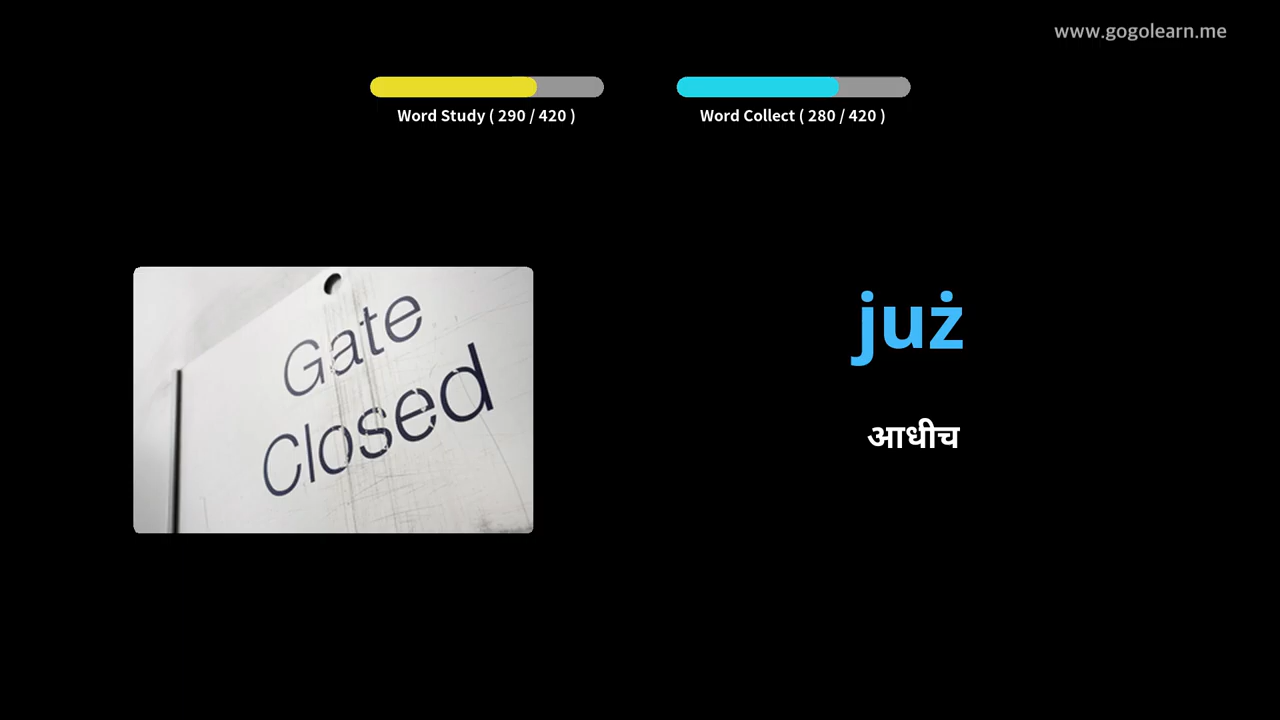 www.gogolearn.me
Word Study ( 290 / 420 )
Word Collect ( 280 / 420 )
Gate
Closed
już
आधीच